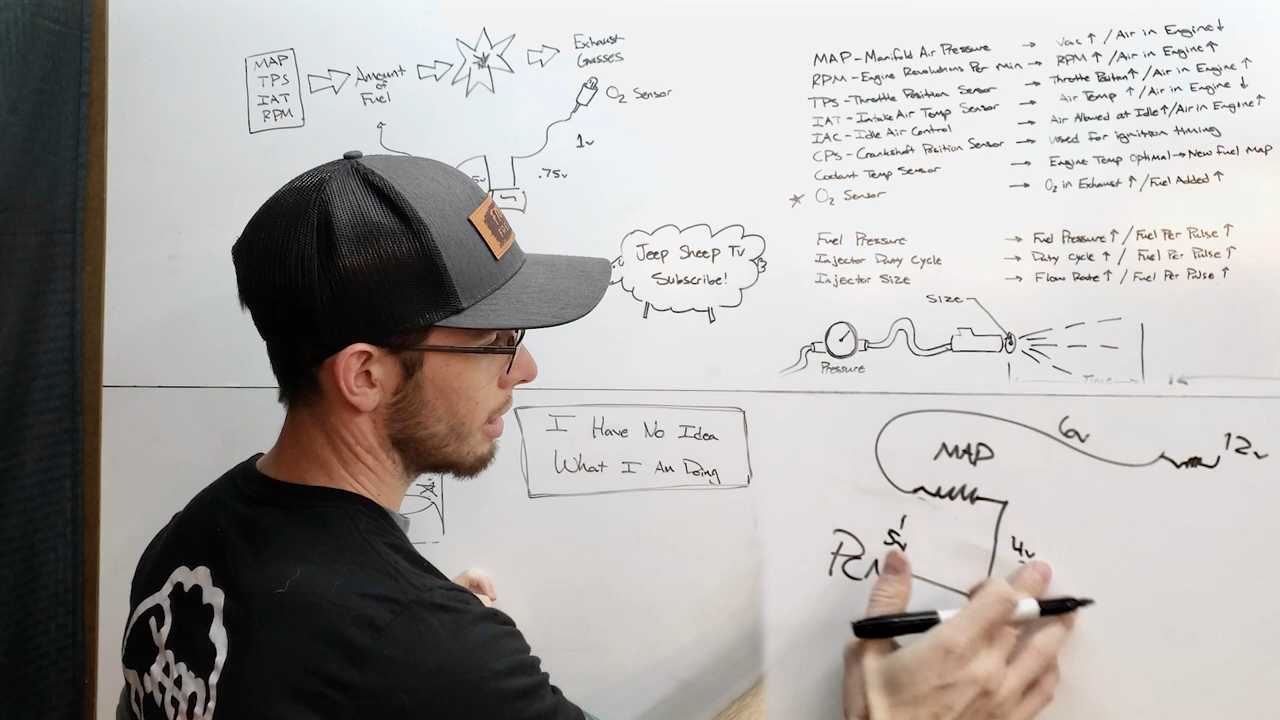 MAP
TPS
IAT
RPM
Amount
of
Fuel
Exhaust
Gasses
O2 Sensor
1v
.75v
MAP - Manifold Air Pressure → Vac ↑ / Air in Engine ↓
RPM - Engine Revolutions Per Min → RPM ↑ / Air in Engine ↑
TPS - Throttle Position Sensor → Throttle Position ↑ / Air in Engine ↑
IAT - Intake Air Temp Sensor → Air Temp ↑ / Air in Engine ↓
IAC - Idle Air Control → Air Allowed at Idle ↑ / Air in Engine ↑
CPS - Crankshaft Position Sensor → Used for ignition timing
Coolant Temp Sensor → Engine Temp Optimal → New Fuel Map
* O2 Sensor → O2 in Exhaust ↑ / Fuel Added ↑
Fuel Pressure → Fuel Pressure ↑ / Fuel Per Pulse ↑
Injector Duty Cycle → Duty Cycle ↑ / Fuel Per Pulse ↑
Injector Size → Flow Rate ↑ / Fuel Per Pulse ↑
Jeep Sheep TV
Subscribe!
Size
Pressure
Time
I Have No Idea
What I Am Doing
MAP
6v
12v
5v
4v